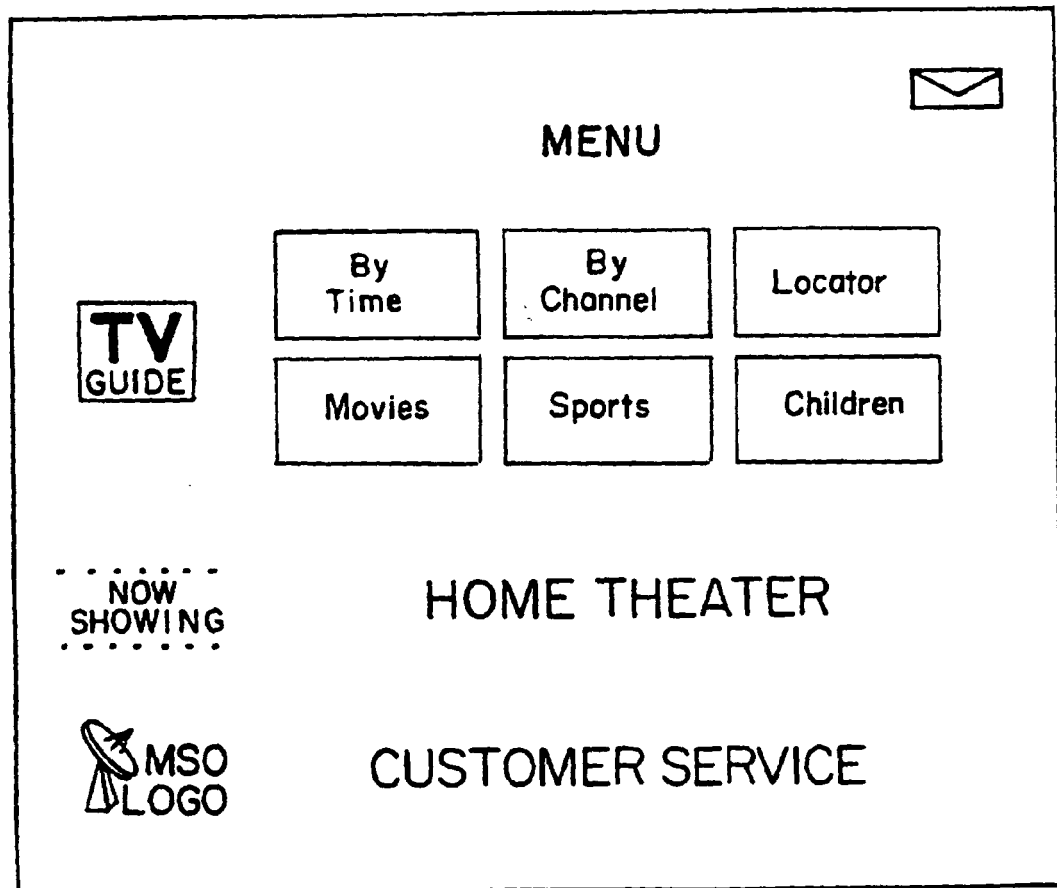 MENU
By
Time
By
Channel
Locator
TV
GUIDE
Movies
Sports
Children
NOW
SHOWING
HOME THEATER
MSO
LOGO
CUSTOMER SERVICE